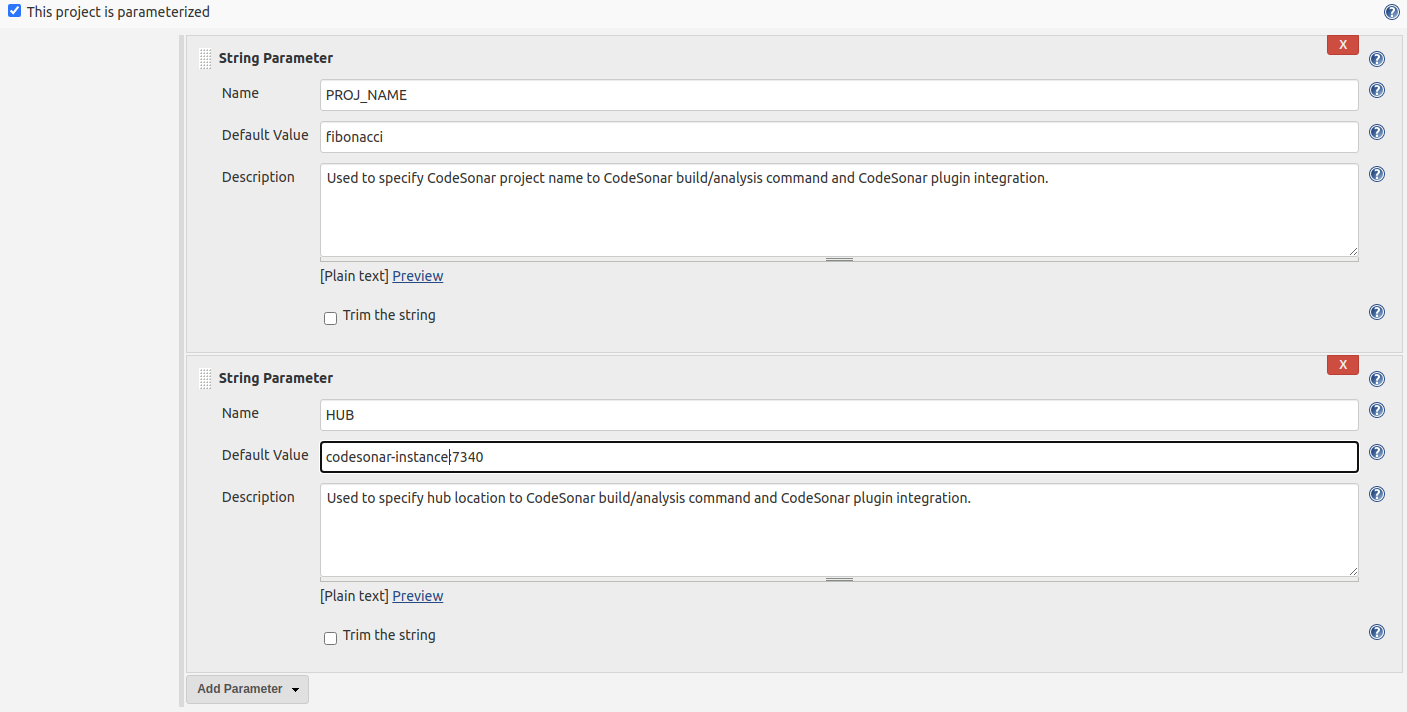 This project is parameterized
?
X
String Parameter
?
Name
PROJ_NAME
?
Default Value
fibonacci
?
Description
Used to specify CodeSonar project name to CodeSonar build/analysis command and CodeSonar plugin integration.
?
[Plain text] Preview
Trim the string
?
X
String Parameter
?
Name
HUB
?
Default Value
codesonar-instance:7340
?
Description
Used to specify hub location to CodeSonar build/analysis command and CodeSonar plugin integration.
?
[Plain text] Preview
Trim the string
?
Add Parameter